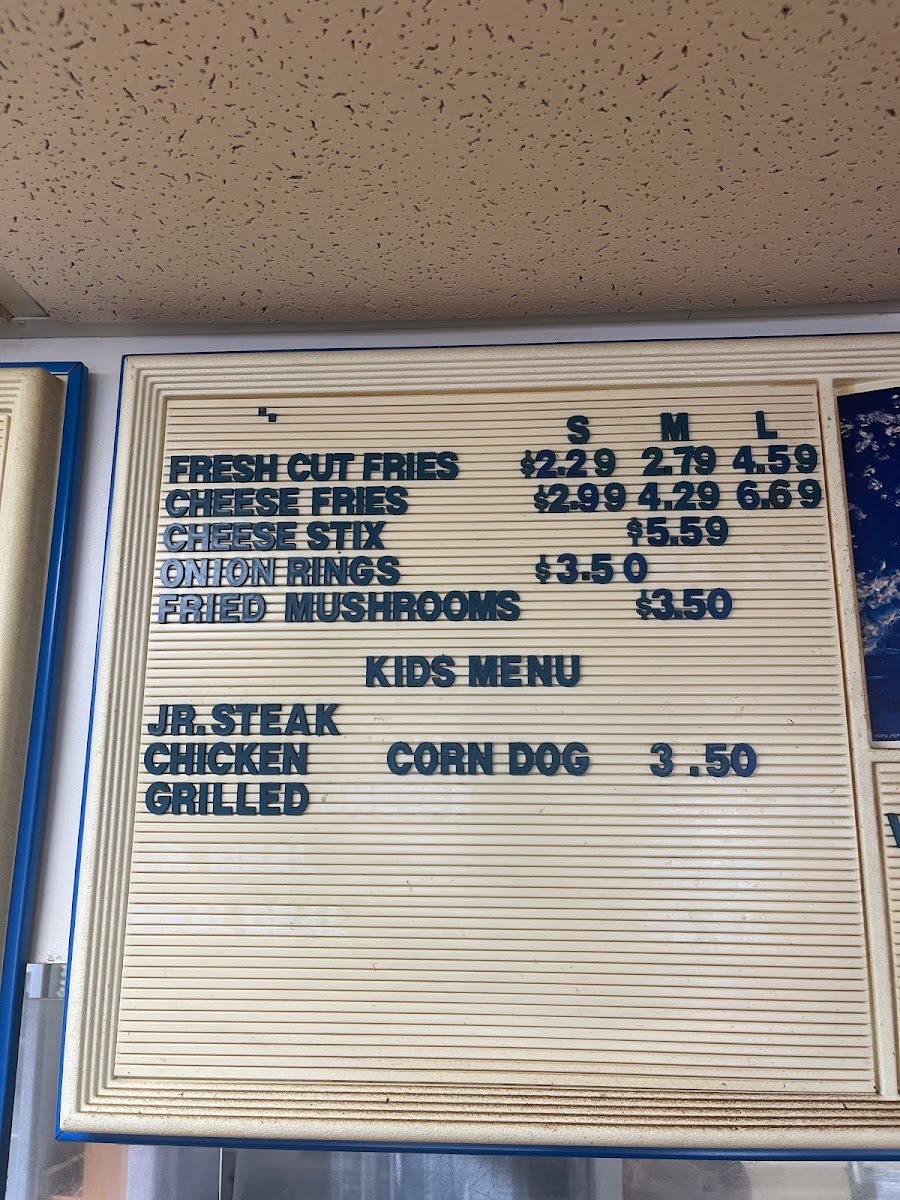 S M L
FRESH CUT FRIES $2.29 2.79 4.59
CHEESE FRIES $2.99 4.29 6.69
CHEESE STIX $5.59
ONION RINGS $3.50
FRIED MUSHROOMS $3.50
KIDS MENU
JR. STEAK
CHICKEN CORN DOG 3.50
GRILLED